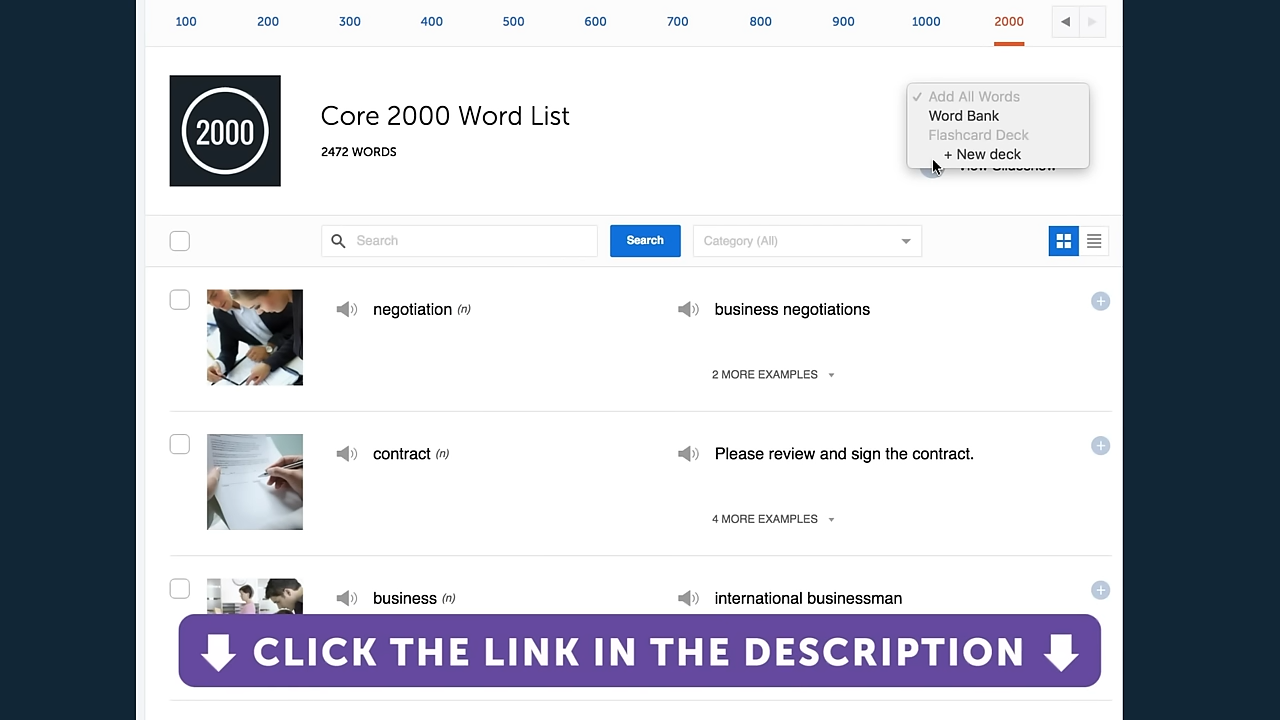 100 200 300 400 500 600 700 800 900 1000 2000
2000
Core 2000 Word List
2472 WORDS
Add All Words
Word Bank
Flashcard Deck
+ New deck
View Slideshow
Search
Search
Category (All)
negotiation (n)
business negotiations
2 MORE EXAMPLES
contract (n)
Please review and sign the contract.
4 MORE EXAMPLES
business (n)
international businessman
CLICK THE LINK IN THE DESCRIPTION